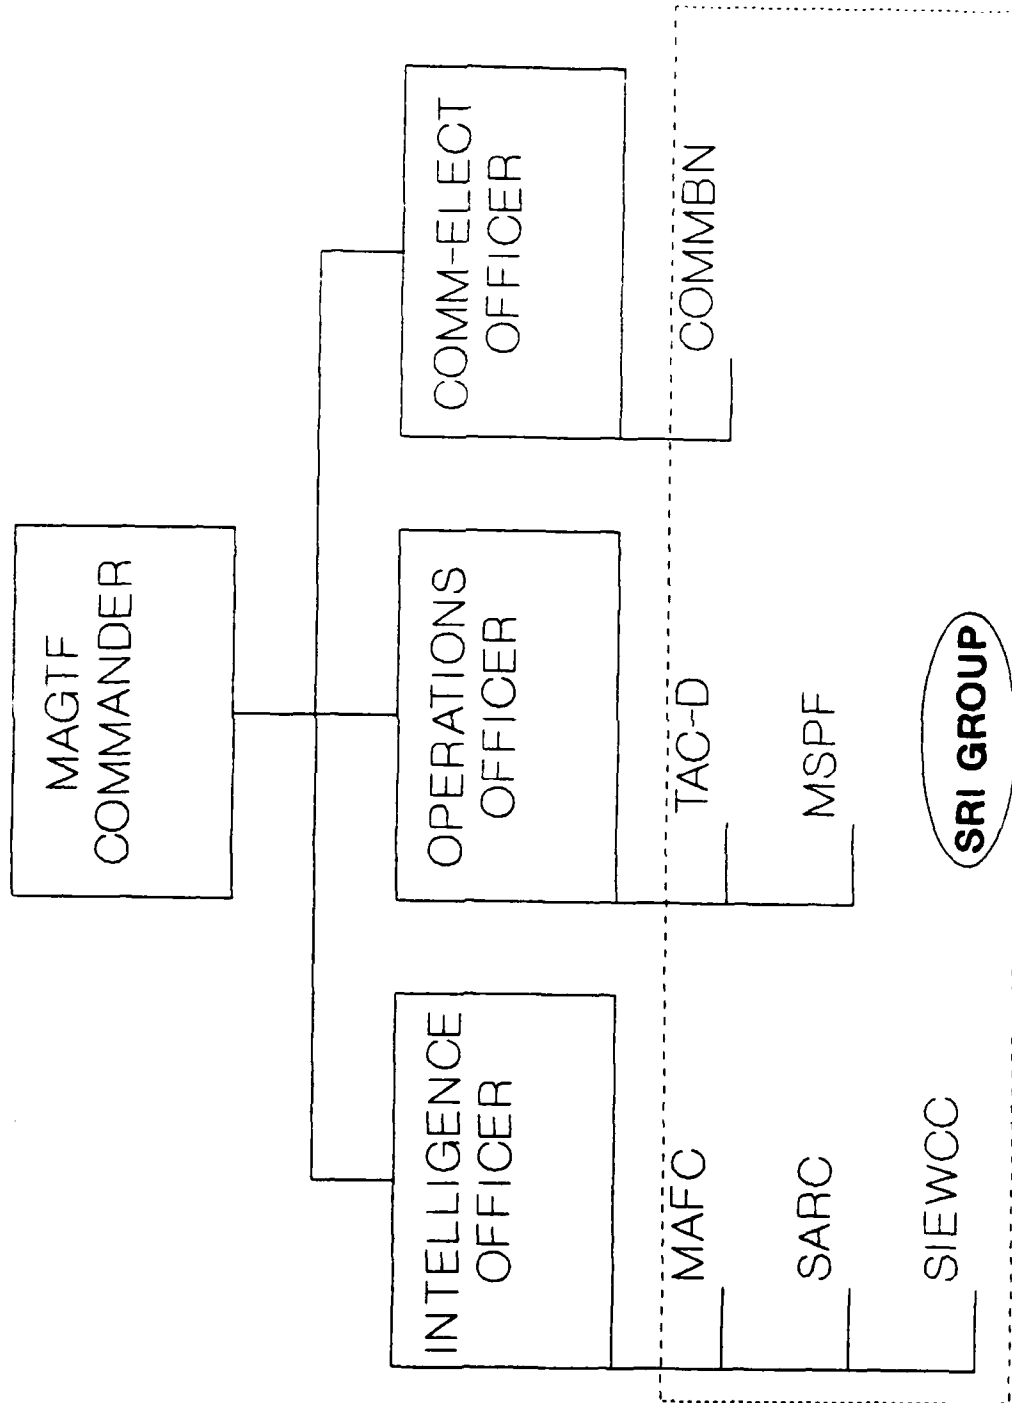 MAGTF
COMMANDER
INTELLIGENCE
OFFICER
OPERATIONS
OFFICER
COMM-ELECT
OFFICER
MAFC
SARC
SIEWCC
TAC-D
MSPF
COMMBN
SRI GROUP